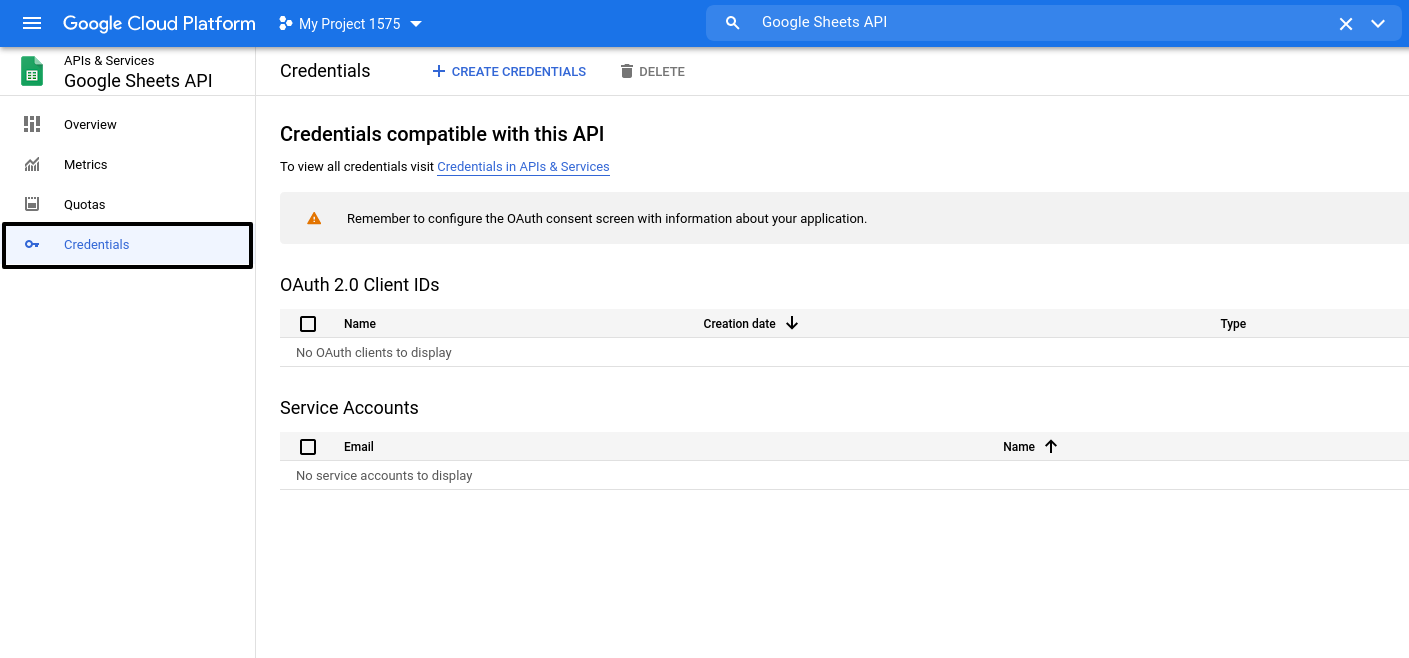 Google Cloud Platform
My Project 1575
Google Sheets API
APIs & Services
Google Sheets API
Overview
Metrics
Quotas
Credentials
Credentials
CREATE CREDENTIALS
DELETE
Credentials compatible with this API
To view all credentials visit Credentials in APIs & Services
Remember to configure the OAuth consent screen with information about your application.
OAuth 2.0 Client IDs
Name Creation date Type
No OAuth clients to display
Service Accounts
Email Name
No service accounts to display